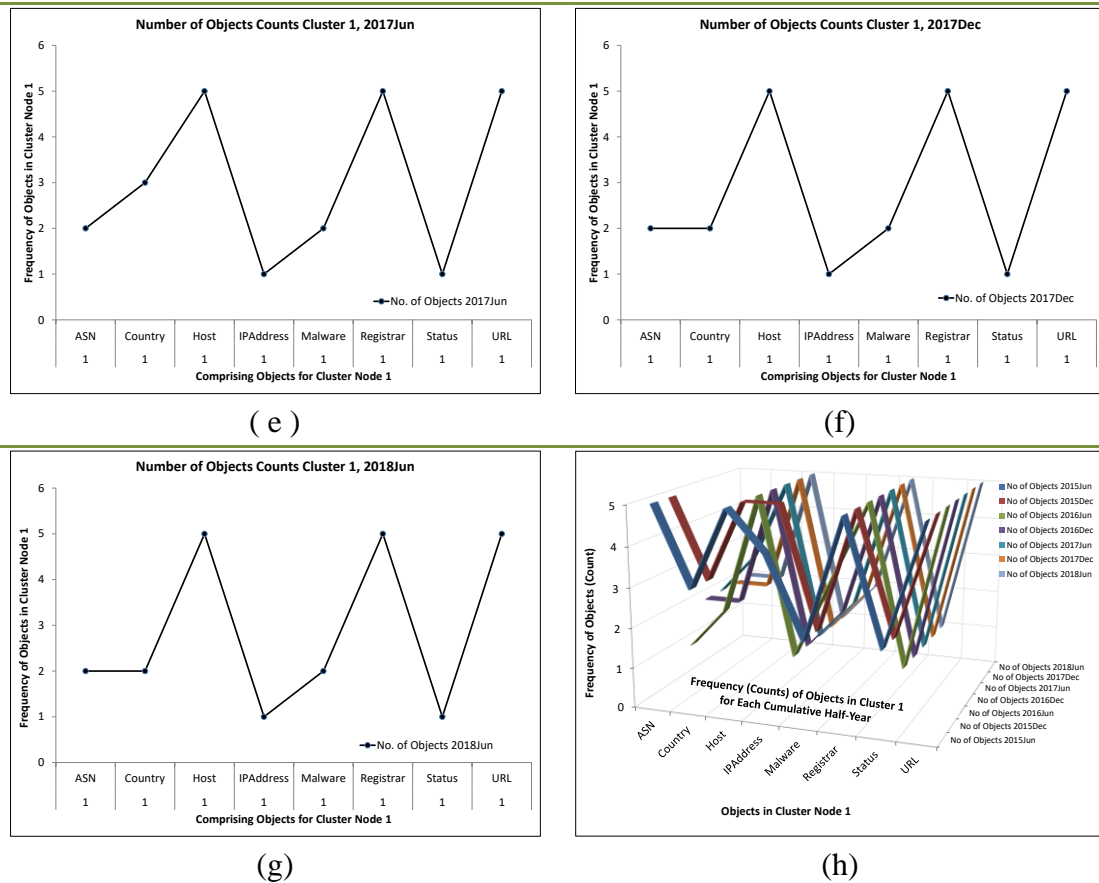 Number of Objects Counts Cluster 1, 2017Jun
Frequency of Objects in Cluster Node 1
6
5
4
3
2
1
0
No. of Objects 2017Jun
ASN Country Host IPAddress Malware Registrar Status URL
1 1 1 1 1 1 1 1
Comprising Objects for Cluster Node 1
( e )
Number of Objects Counts Cluster 1, 2017Dec
Frequency of Objects in Cluster Node 1
6
5
4
3
2
1
0
No. of Objects 2017Dec
ASN Country Host IPAddress Malware Registrar Status URL
1 1 1 1 1 1 1 1
Comprising Objects for Cluster Node 1
(f)
Number of Objects Counts Cluster 1, 2018Jun
Frequency of Objects in Cluster Node 1
6
5
4
3
2
1
0
No. of Objects 2018Jun
ASN Country Host IPAddress Malware Registrar Status URL
1 1 1 1 1 1 1 1
Comprising Objects for Cluster Node 1
(g)
Frequency of Objects (Count)
5
4
3
2
1
0
No of Objects 2015Jun
No of Objects 2015Dec
No of Objects 2016Jun
No of Objects 2016Dec
No of Objects 2017Jun
No of Objects 2017Dec
No of Objects 2018Jun
No of Objects 2018Jun
No of Objects 2017Dec
No of Objects 2017Jun
No of Objects 2016Dec
No of Objects 2016Jun
No of Objects 2015Dec
No of Objects 2015Jun
Frequency (Counts) of Objects in Cluster 1
for Each Cumulative Half-Year
ASN Country Host IPAddress Malware Registrar Status URL
Objects in Cluster Node 1
(h)